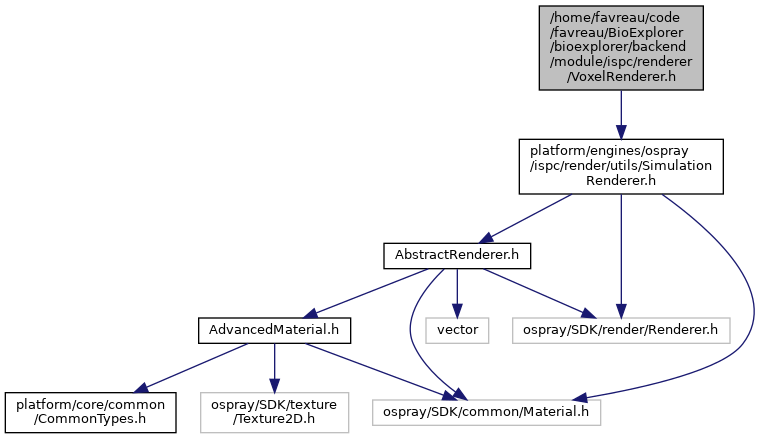 /home/favreau/code
/favreau/BioExplorer
/bioexplorer/backend
/module/ispc/renderer
/VoxelRenderer.h
platform/engines/ospray
/ispc/render/utils/Simulation
Renderer.h
AbstractRenderer.h
AdvancedMaterial.h
vector
ospray/SDK/render/Renderer.h
platform/core/common
/CommonTypes.h
ospray/SDK/texture
/Texture2D.h
ospray/SDK/common/Material.h